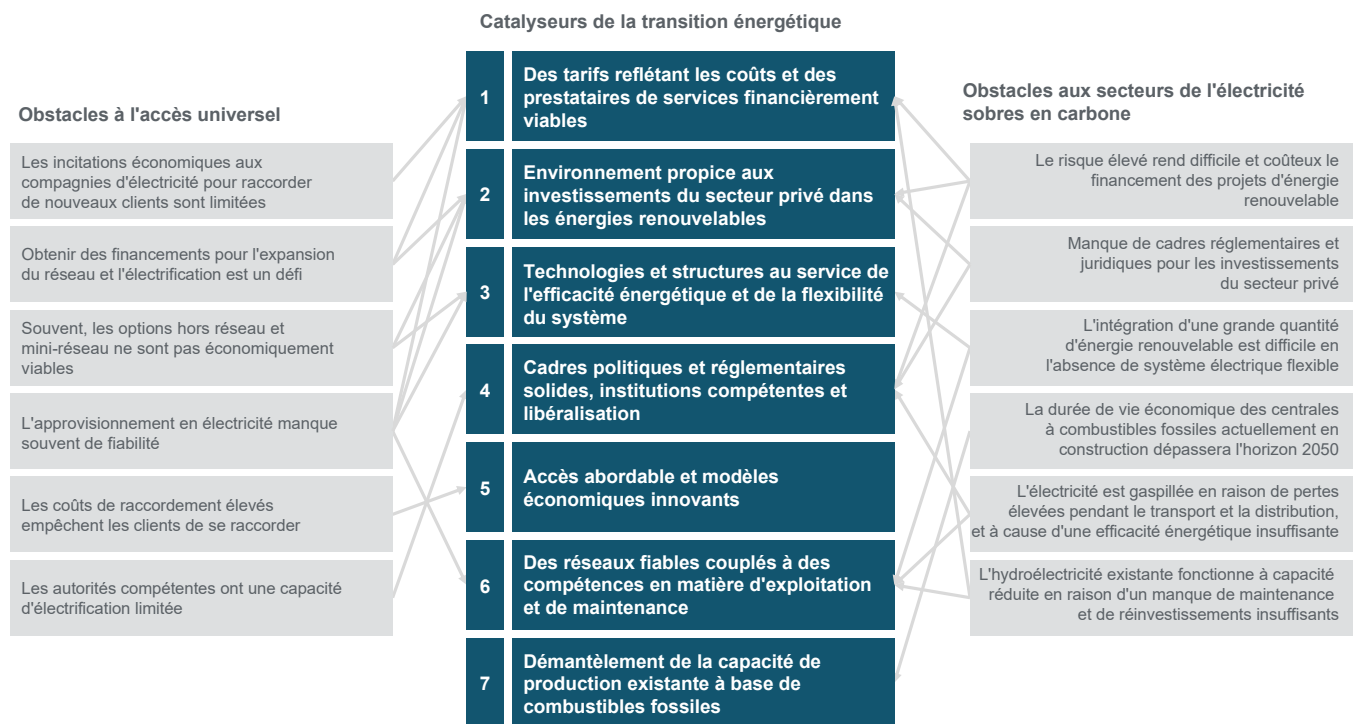 Catalyseurs de la transition énergétique
Obstacles à l'accès universel
Les incitations économiques aux
compagnies d'électricité pour raccorder
de nouveaux clients sont limitées
Obtenir des financements pour l'expansion
du réseau et l'électrification est un défi
Souvent, les options hors réseau et
mini-réseau ne sont pas économiquement
viables
L'approvisionnement en électricité manque
souvent de fiabilité
Les coûts de raccordement élevés
empêchent les clients de se raccorder
Les autorités compétentes ont une capacité
d'électrification limitée
1
Des tarifs reflétant les coûts et des
prestataires de services financièrement
viables
2
Environnement propice aux
investissements du secteur privé dans
les énergies renouvelables
3
Technologies et structures au service de
l'efficacité énergétique et de la flexibilité
du système
4
Cadres politiques et réglementaires
solides, institutions compétentes et
libéralisation
5
Accès abordable et modèles
économiques innovants
6
Des réseaux fiables couplés à des
compétences en matière d'exploitation
et de maintenance
7
Démantèlement de la capacité de
production existante à base de
combustibles fossiles
Obstacles aux secteurs de l'électricité
sobres en carbone
Le risque élevé rend difficile et coûteux le
financement des projets d'énergie
renouvelable
Manque de cadres réglementaires et
juridiques pour les investissements
du secteur privé
L'intégration d'une grande quantité
d'énergie renouvelable est difficile en
l'absence de système électrique flexible
La durée de vie économique des centrales
à combustibles fossiles actuellement en
construction dépassera l'horizon 2050
L'électricité est gaspillée en raison de pertes
élevées pendant le transport et la distribution,
et à cause d'une efficacité énergétique insuffisante
L'hydroélectricité existante fonctionne à capacité
réduite en raison d'un manque de maintenance
et de réinvestissements insuffisants